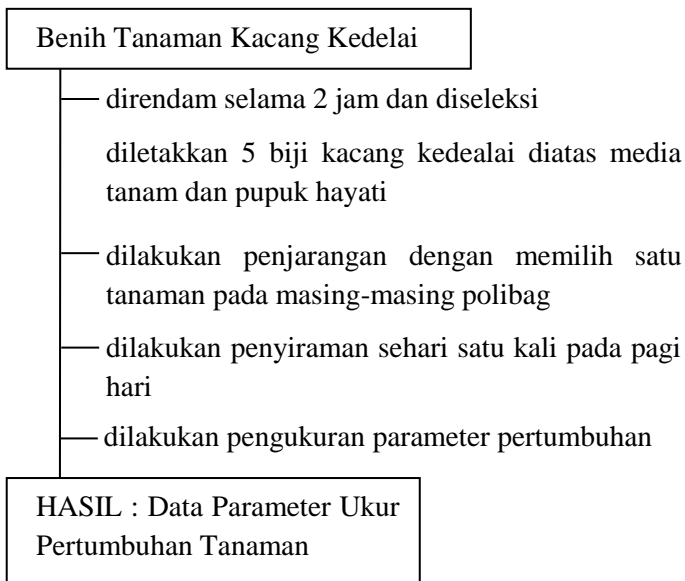 Benih Tanaman Kacang Kedelai
direndam selama 2 jam dan diseleksi
diletakkan 5 biji kacang kedealai diatas media
tanam dan pupuk hayati
dilakukan penjarangan dengan memilih satu
tanaman pada masing-masing polibag
dilakukan penyiraman sehari satu kali pada pagi
hari
dilakukan pengukuran parameter pertumbuhan
HASIL : Data Parameter Ukur
Pertumbuhan Tanaman